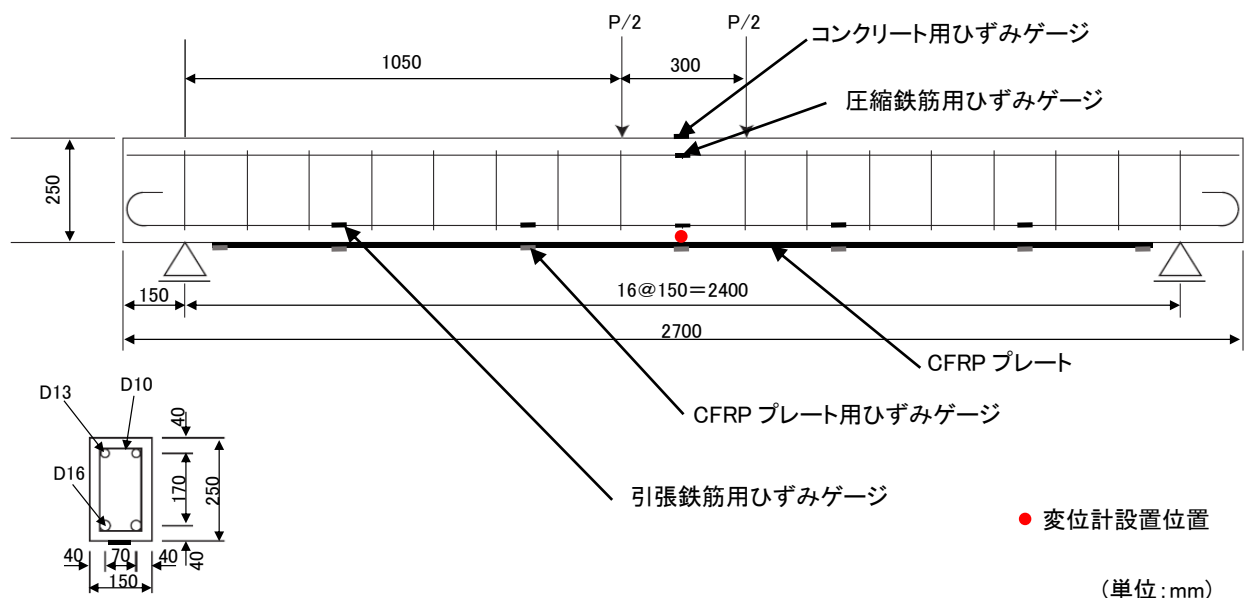 P/2
P/2
コンクリート用ひずみゲージ
1050
300
圧縮鉄筋用ひずみゲージ
250
150
16@150=2400
2700
CFRP プレート
D13
D10
40
CFRP プレート用ひずみゲージ
D16
170
250
引張鉄筋用ひずみゲージ
変位計設置位置
40
70
40
40
150
(単位:mm)